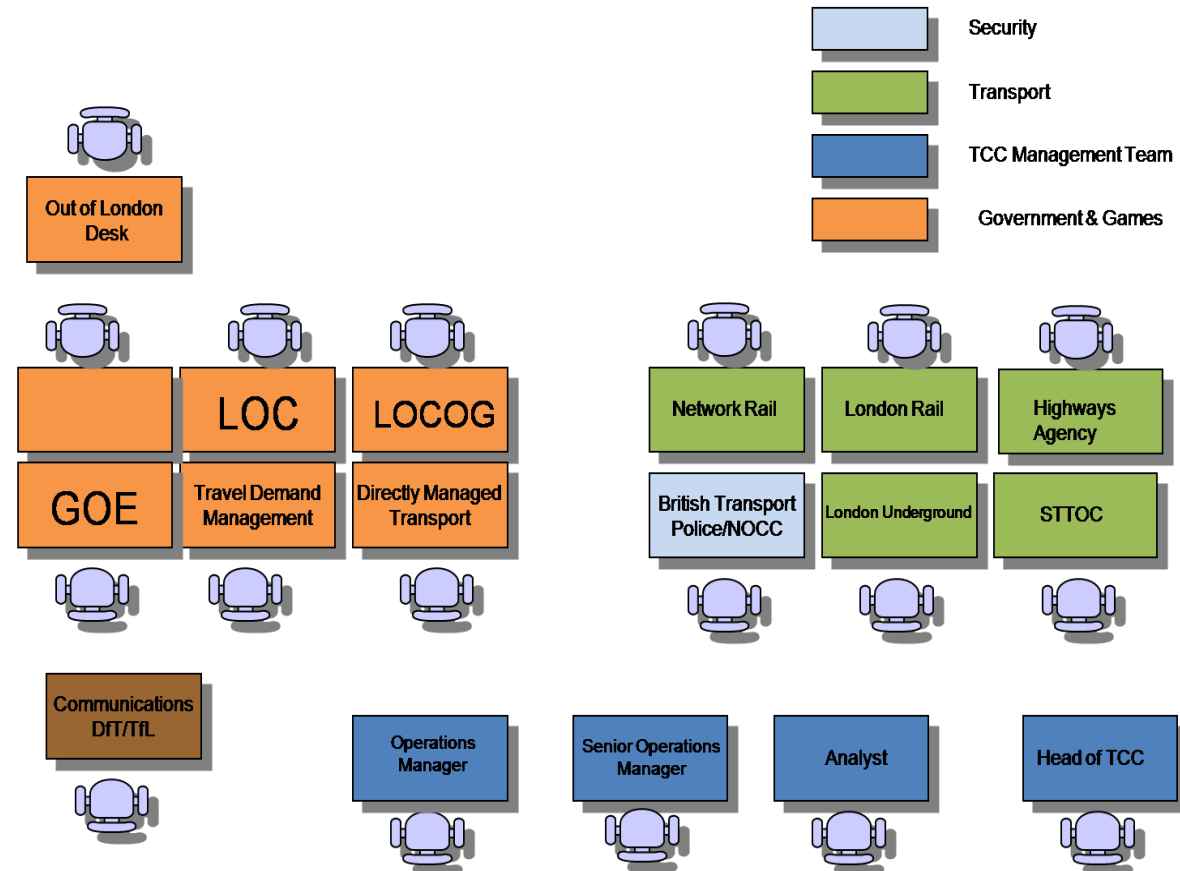 Security
Transport
TCC Management Team
Government & Games
Out of London
Desk
LOC
LOCOG
GOE
Travel Demand
Management
Directly Managed
Transport
Network Rail
London Rail
Highways
Agency
British Transport
Police/NOCC
London Underground
STTOC
Communications
DfT/TfL
Operations
Manager
Senior Operations
Manager
Analyst
Head of TCC